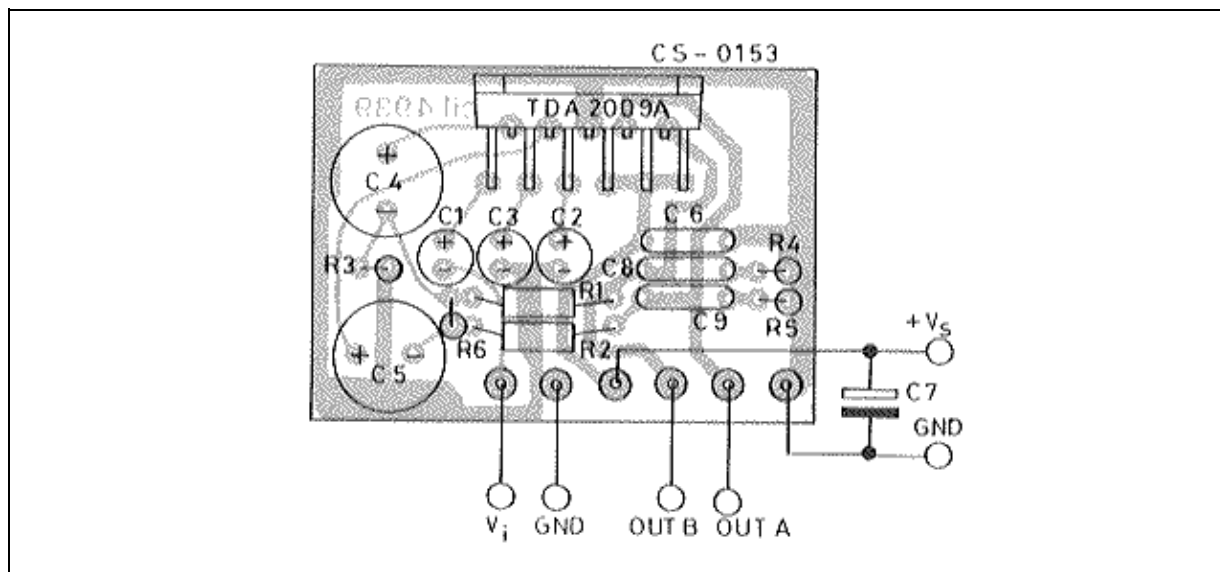 CS-0153
TDA 2009A
+
C4
-
C1 C3 C2 C6
+ + +
- - -
R3 C8 R4
R1
C9 R5
R6 R2
+Vs
+ -
C5
C7
GND
Vi GND OUT B OUT A